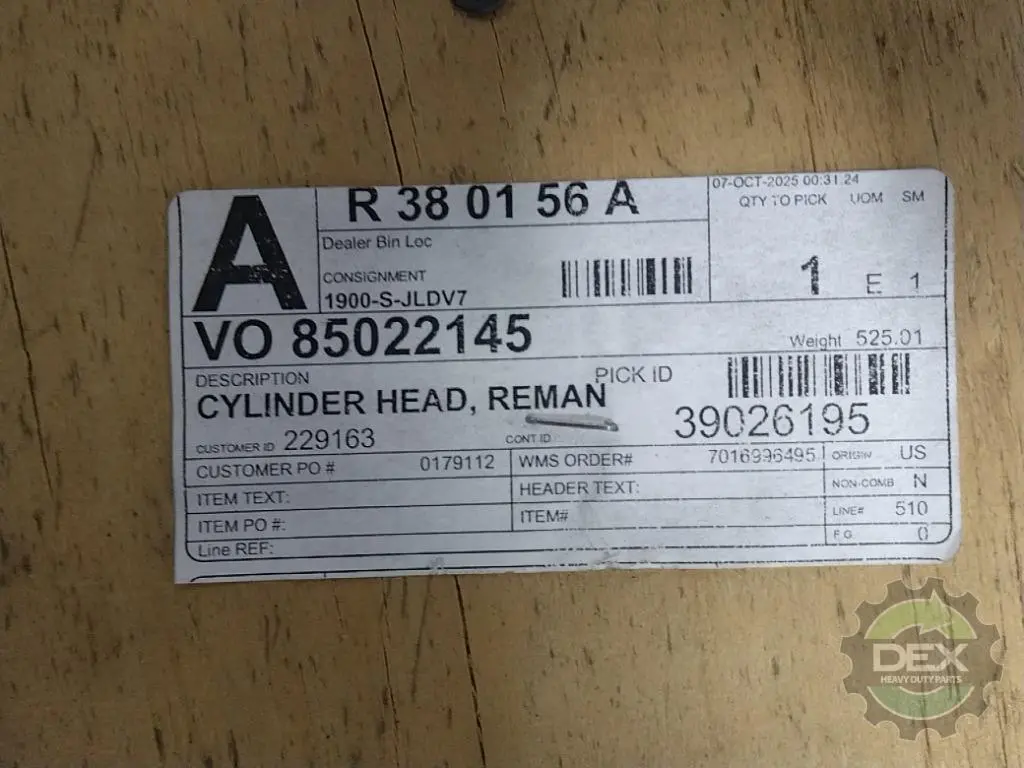 A
R 38 01 56 A
07-OCT-2025 00:31:24
QTY TO PICK UOM SM
Dealer Bin Loc
CONSIGNMENT
1900-S-JLDV7
1 E 1
VO 85022145
Weight 525.01
DESCRIPTION
PICK ID
CYLINDER HEAD, REMAN
39026195
CUSTOMER ID 229163
CONT ID
CUSTOMER PO # 0179112
WMS ORDER# 7016996495
ORIGIN US
ITEM TEXT:
HEADER TEXT:
NON-COMB N
ITEM PO #:
ITEM#
LINE# 510
Line REF:
F.G. 0
DEX
HEAVY DUTY PARTS